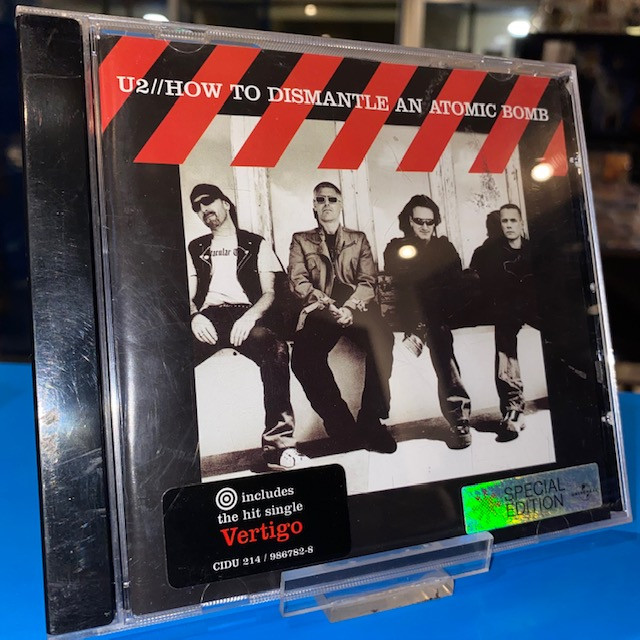 U2//HOW TO DISMANTLE AN ATOMIC BOMB
includes
the hit single
Vertigo
CIDU 214 / 986782-8
SPECIAL
EDITION